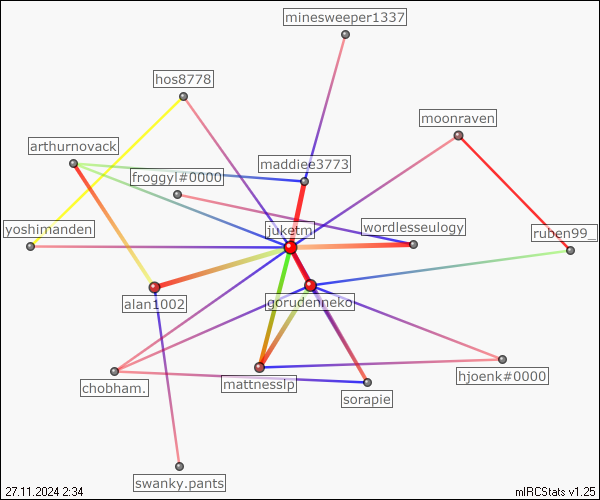 minesweeper1337
hos8778
moonraven
arthurnovack
maddiee3773
froggyl#0000
yoshimanden
juketm
wordlesseulogy
ruben99_
alan1002
gorudenneko
chobham.
mattnesslp
hjoenk#0000
sorapie
swanky.pants
27.11.2024 2:34
mIRCStats v1.25